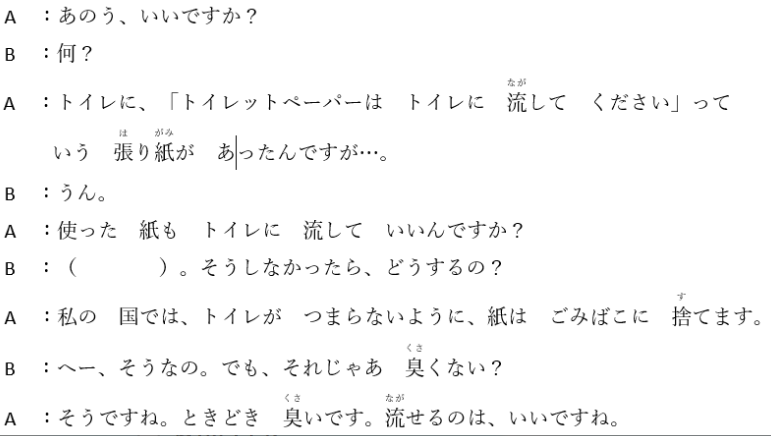 A ：あのう、いいですか？
B ：何？
A ：トイレに、「トイレットペーパーは　トイレに　流して　ください」って
いう　張り紙が　あったんですが…。
B ：うん。
A ：使った　紙も　トイレに　流して　いいんですか？
B ：（　　　　）。そうしなかったら、どうするの？
A ：私の　国では、トイレが　つまらないように、紙は　ごみばこに　捨てます。
B ：へー、そうなの。でも、それじゃあ　臭くない？
A ：そうですね。ときどき　臭いです。流せるのは、いいですね。